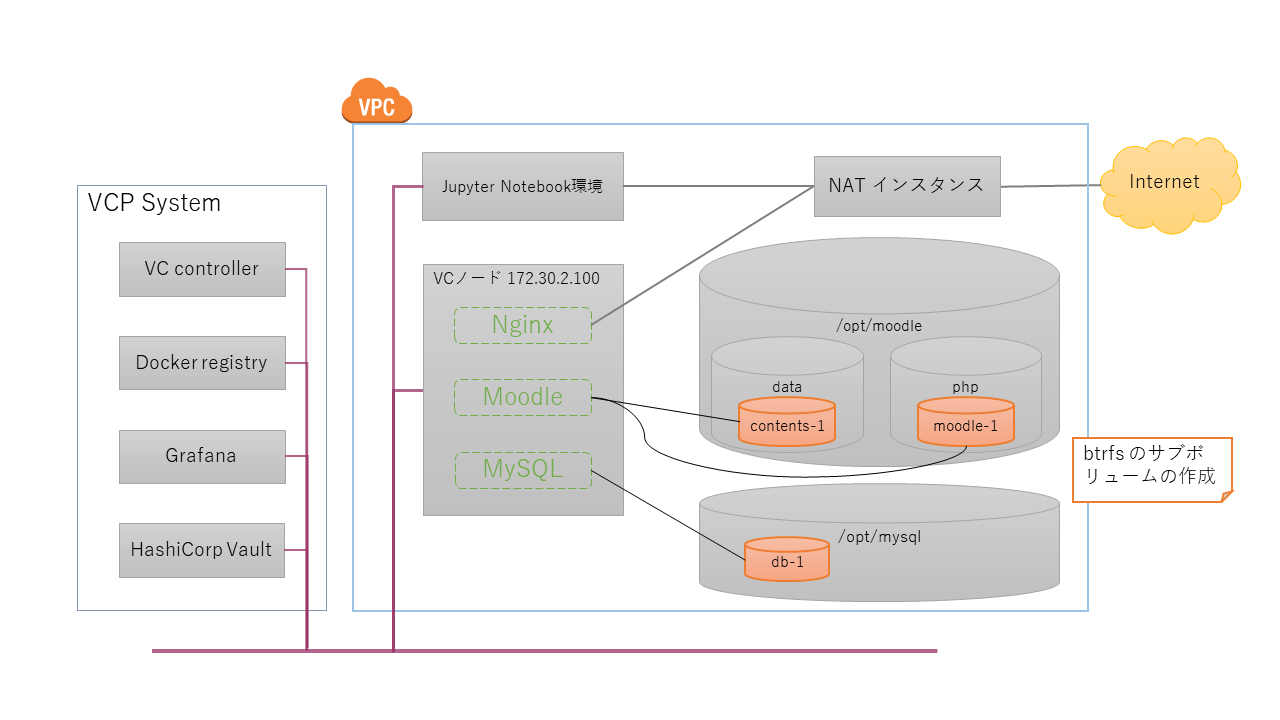 VPC
VCP System
VC controller
Docker registry
Grafana
HashiCorp Vault
Jupyter Notebook環境
NAT インスタンス
Internet
VCノード 172.30.2.100
Nginx
Moodle
MySQL
/opt/moodle
data
contents-1
php
moodle-1
/opt/mysql
db-1
btrfs のサブボ
リュームの作成